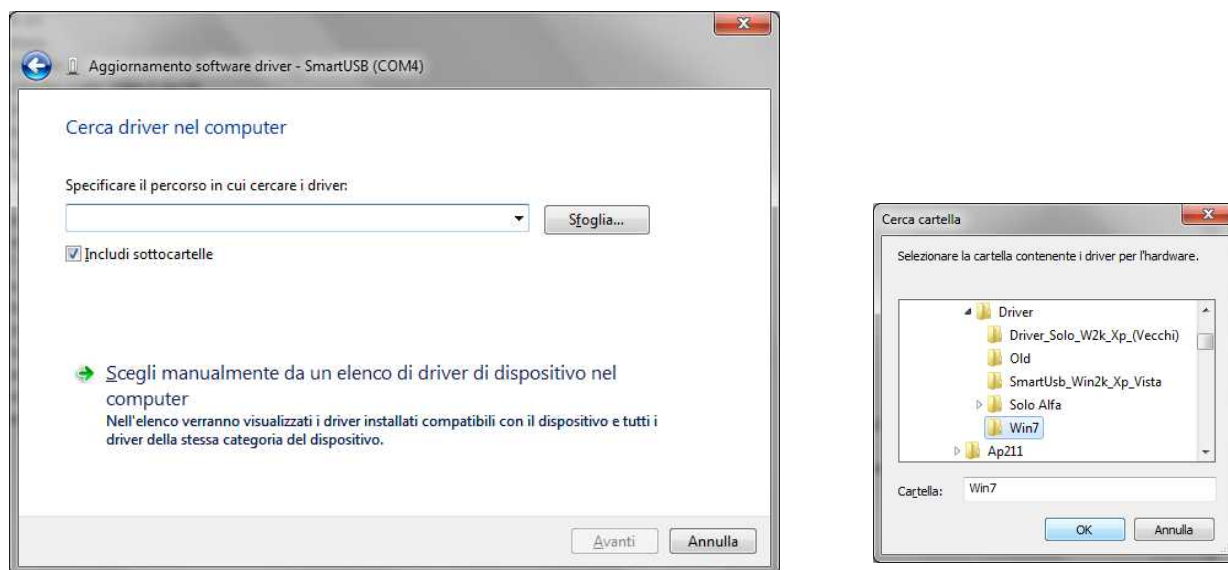 Aggiornamento software driver - SmartUSB (COM4)
Cerca driver nel computer
Specificare il percorso in cui cercare i driver:
Sfoglia...
Includi sottocartelle
Scegli manualmente da un elenco di driver di dispositivo nel
computer
Nell'elenco verranno visualizzati i driver installati compatibili con il dispositivo e tutti i
driver della stessa categoria del dispositivo.
Avanti
Annulla
Cerca cartella
Selezionare la cartella contenente i driver per l'hardware.
Driver
Driver_Solo_W2k_Xp_(Vecchi)
Old
SmartUsb_Win2k_Xp_Vista
Solo Alfa
Win7
Ap211
Cartella:
Win7
OK
Annulla